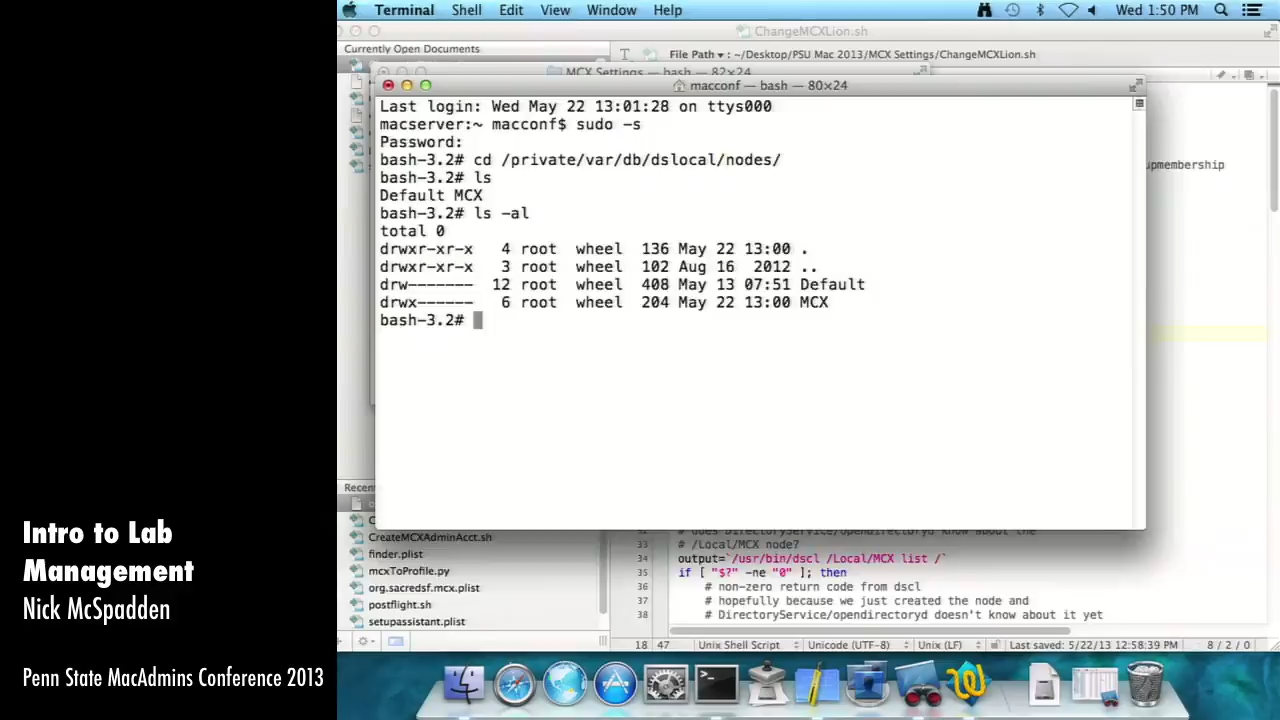 Terminal Shell Edit View Window Help
Wed May 1:50 PM
ChangeMCXLion.sh
Currently Open Documents
File Path ▾ : ~/Desktop/PSU Mac 2013/MCX Settings/ChangeMCXLion.sh
MCX Settings — bash — 82×24
macconf — bash — 80×24
Last login: Wed May 22 13:01:28 on ttys000
macserver:~ macconf$ sudo -s
Password:
bash-3.2# cd /private/var/db/dslocal/nodes/
upmembership
bash-3.2# ls
Default MCX
bash-3.2# ls -al
total 0
drwxr-xr-x 4 root wheel 136 May 22 13:00 .
drwxr-xr-x 3 root wheel 102 Aug 16 2012 ..
drw------- 12 root wheel 408 May 13 07:51 Default
drwx------ 6 root wheel 204 May 22 13:00 MCX
bash-3.2#
Recen
CreateMCXAdminAcct.sh
finder.plist
mcxToProfile.py
org.sacredsf.mcx.plist
postflight.sh
setupassistant.plist
# does DirectoryService/opendirectoryd know about the
33 # /Local/MCX node?
34 output=`/usr/bin/dscl /Local/MCX list /`
35 if [ "$?" -ne "0" ]; then
36 # non-zero return code from dscl
37 # hopefully because we just created the node and
38 # DirectoryService/opendirectoryd doesn't know about it yet
18 47 Unix Shell Script Unicode (UTF-8) Unix (LF) Last saved: 5/22/13 12:58:39 PM 8 / 2 / 0
Intro to Lab
Management
Nick McSpadden
Penn State MacAdmins Conference 2013